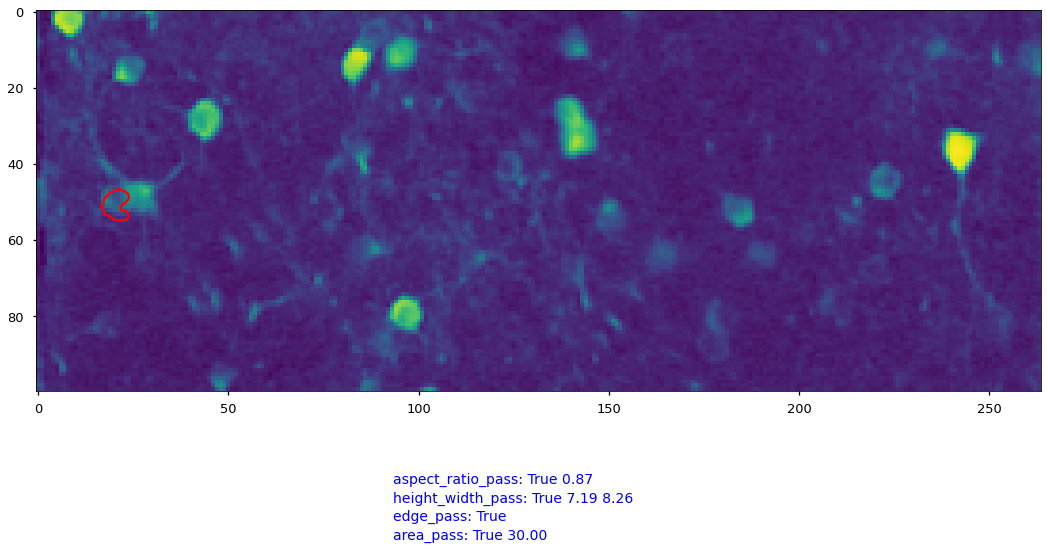 0
20
40
60
80
0 50 100 150 200 250
aspect_ratio_pass: True 0.87
height_width_pass: True 7.19 8.26
edge_pass: True
area_pass: True 30.00